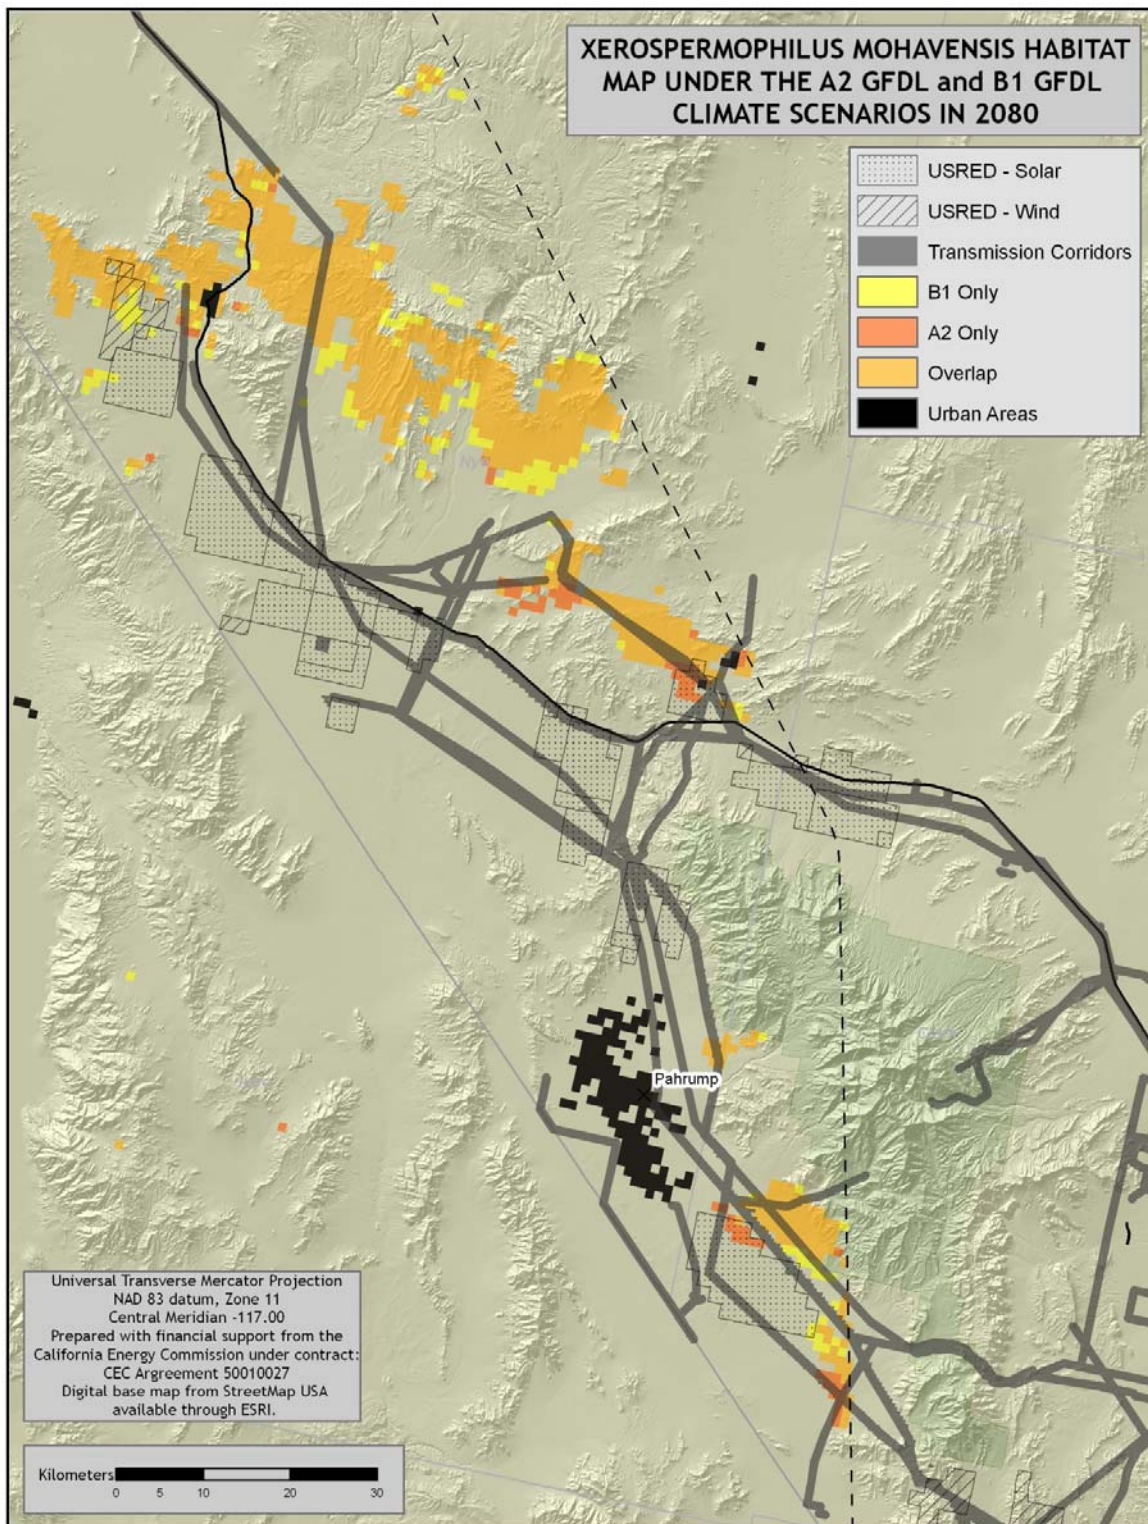 XEROSPERMOPHILUS MOHAVENSIS HABITAT
MAP UNDER THE A2 GFDL and B1 GFDL
CLIMATE SCENARIOS IN 2080
USRED - Solar
USRED - Wind
Transmission Corridors
B1 Only
A2 Only
Overlap
Urban Areas
Pahrump
Universal Transverse Mercator Projection
NAD 83 datum, Zone 11
Central Meridian -117.00
Prepared with financial support from the
California Energy Commission under contract:
CEC Argreement 50010027
Digital base map from StreetMap USA
available through ESRI.
Kilometers
0 5 10 20 30